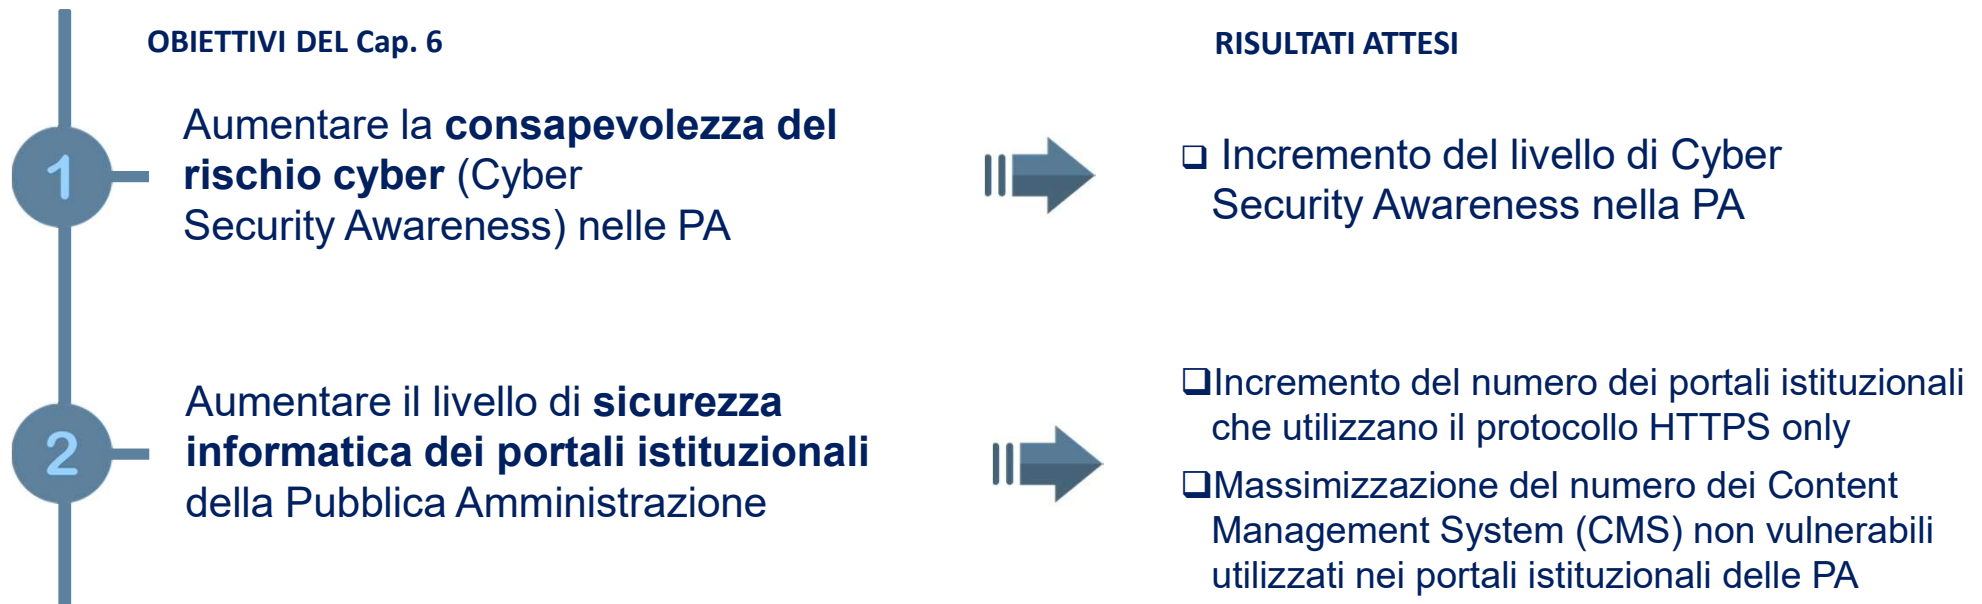 OBIETTIVI DEL Cap. 6
RISULTATI ATTESI
1
Aumentare la consapevolezza del
rischio cyber (Cyber
Security Awareness) nelle PA
❑ Incremento del livello di Cyber
Security Awareness nella PA
2
Aumentare il livello di sicurezza
informatica dei portali istituzionali
della Pubblica Amministrazione
❑Incremento del numero dei portali istituzionali
che utilizzano il protocollo HTTPS only
❑Massimizzazione del numero dei Content
Management System (CMS) non vulnerabili
utilizzati nei portali istituzionali delle PA